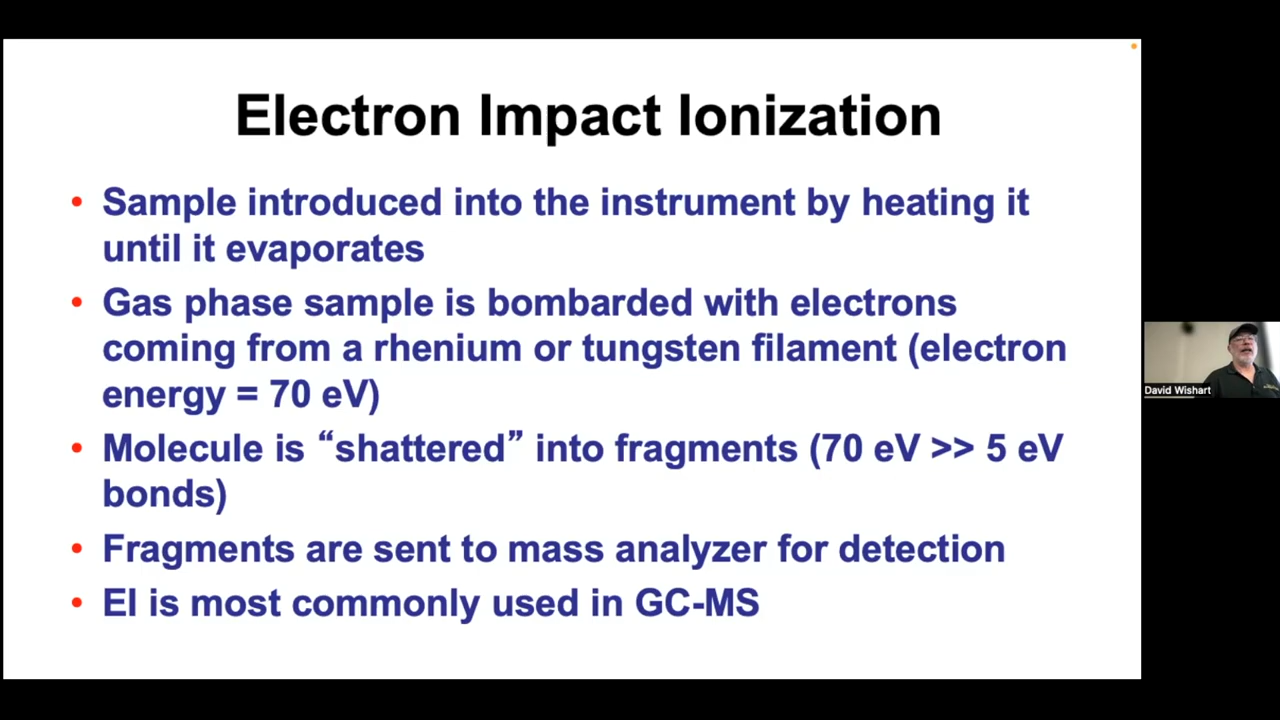 Electron Impact Ionization
• Sample introduced into the instrument by heating it
until it evaporates
• Gas phase sample is bombarded with electrons
coming from a rhenium or tungsten filament (electron
energy = 70 eV)
• Molecule is “shattered” into fragments (70 eV >> 5 eV
bonds)
• Fragments are sent to mass analyzer for detection
• EI is most commonly used in GC-MS
David Wishart